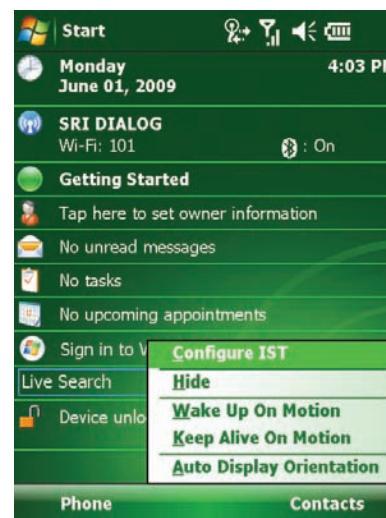 Start
Monday 4:03 P
June 01, 2009
SRI DIALOG
Wi-Fi: 101 : On
Getting Started
Tap here to set owner information
No unread messages
No tasks
No upcoming appointments
Sign in to
Configure IST
Live Search
Hide
Device unlo
Wake Up On Motion
Keep Alive On Motion
Auto Display Orientation
Phone Contacts